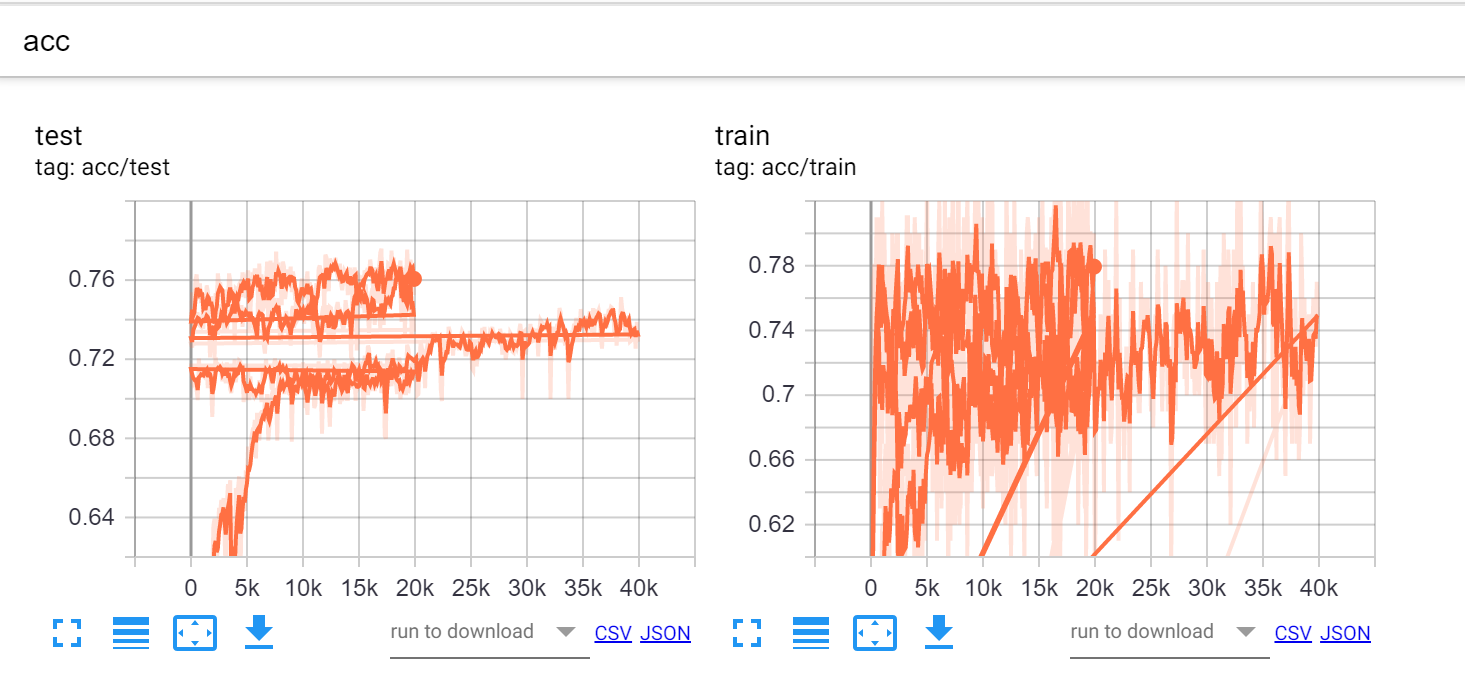 acc
test
tag: acc/test
0.76
0.72
0.68
0.64
0 5k 10k 15k 20k 25k 30k 35k 40k
run to download CSV JSON
train
tag: acc/train
0.78
0.74
0.7
0.66
0.62
0 5k 10k 15k 20k 25k 30k 35k 40k
run to download CSV JSON